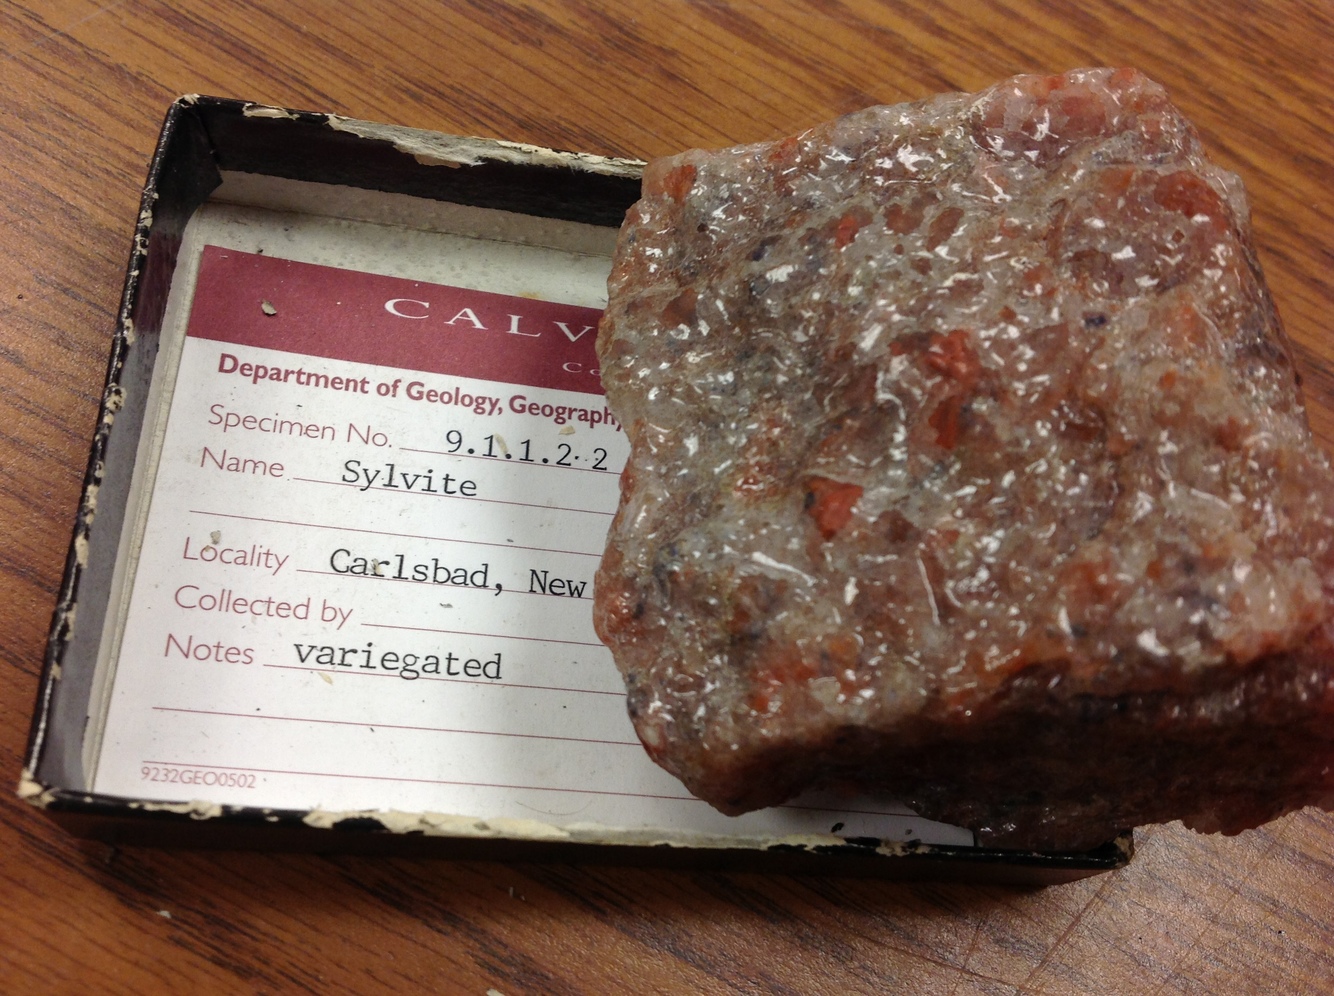 CALV
Co
Department of Geology, Geography,
Specimen No. 9.1.1.2.2
Name Sylvite
Locality Carlsbad, New
Collected by
Notes variegated
9232GEO0502